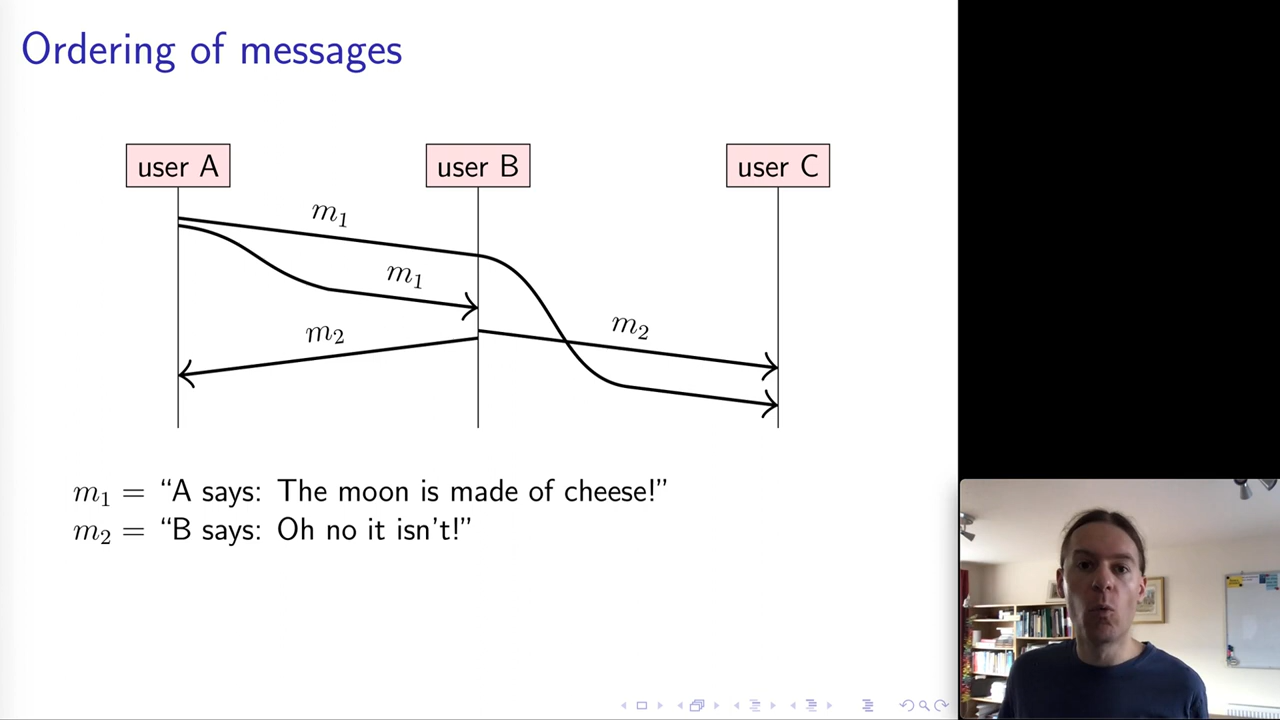 Ordering of messages
user A
user B
user C
m₁
m₁
m₂
m₂
m₁ = “A says: The moon is made of cheese!”
m₂ = “B says: Oh no it isn't!”